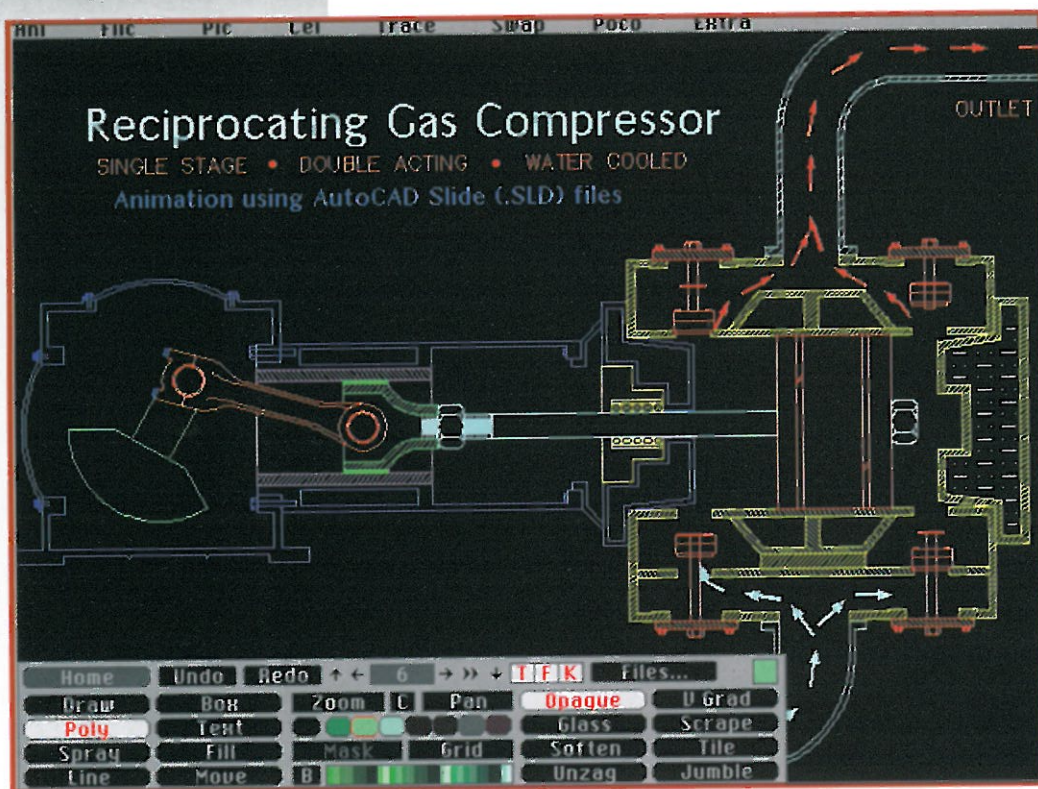 Ani Flic Pic Cel Trace Swap Poco Extra
OUTLET
Reciprocating Gas Compressor
SINGLE STAGE • DOUBLE ACTING • WATER COOLED
Animation using AutoCAD Slide (.SLD) files
Home Undo Redo 6 T F K Files...
Draw Box Zoom C Pan Opaque V Grad
Poly Text Glass Scrape
Spray Fill Mask Grid Soften Tile
Line Move B Unzag Jumble